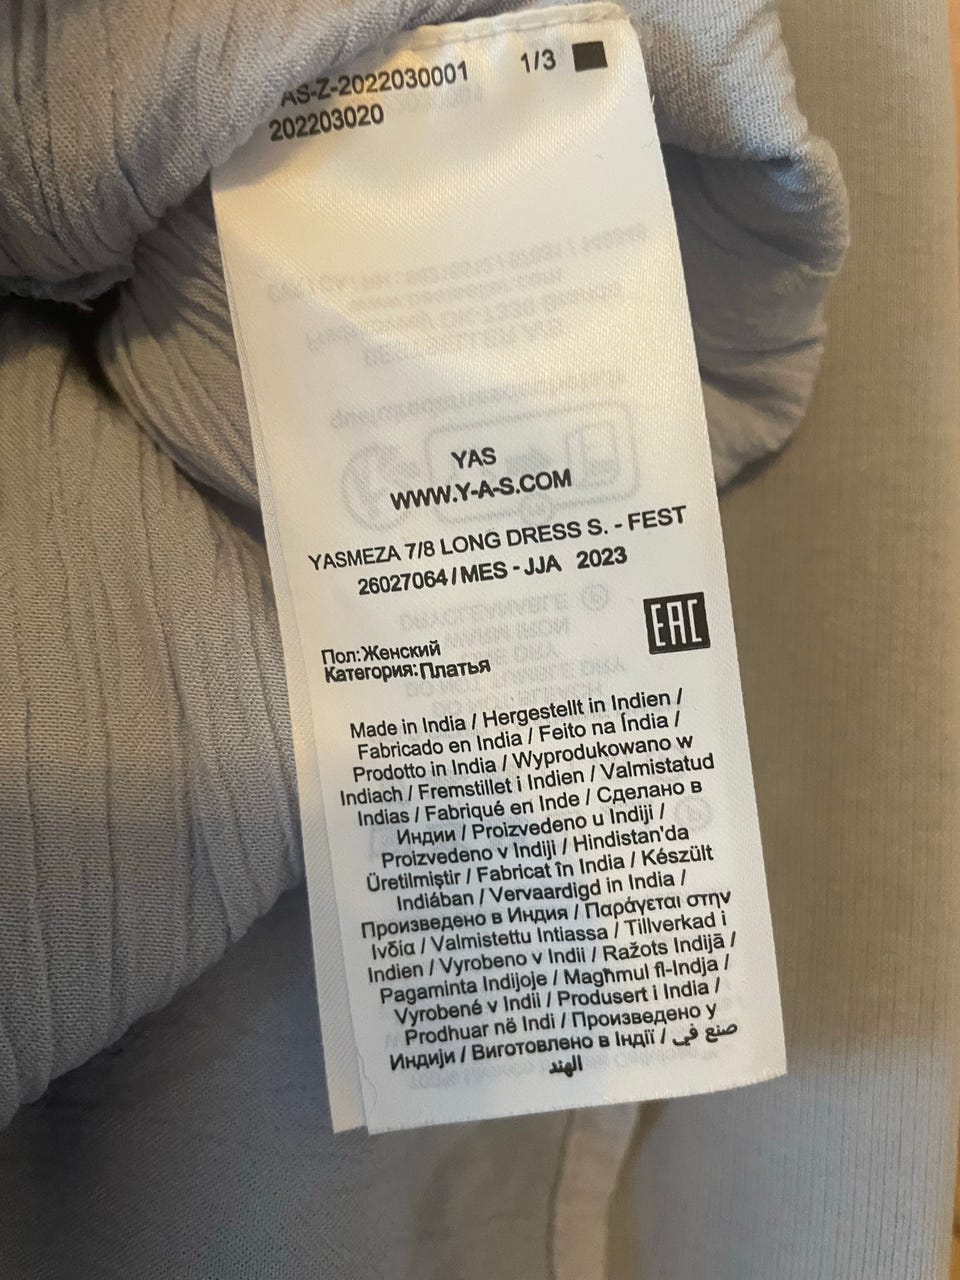 AS-Z-2022030001
1/3
202203020
YAS
WWW.Y-A-S.COM
YASMEZA 7/8 LONG DRESS S. - FEST
26027064 / MES - JJA 2023
EAC
Пол:Женский
Категория:Платья
Made in India / Hergestellt in Indien /
Fabricado en India / Feito na Índia /
Prodotto in India / Wyprodukowano w
Indiach / Fremstillet i Indien / Valmistatud
Indias / Fabriqué en Inde / Сделано в
Индии / Proizvedeno u Indiji /
Proizvedeno v Indiji / Hindistan'da
Üretilmiştir / Fabricat în India / Készült
Indiában / Vervaardigd in India /
Произведено в Индия / Παράγεται στην
Ινδία / Valmistettu Intiassa / Tillverkad i
Indien / Vyrobeno v Indii / Ražots Indijā /
Pagaminta Indijoje / Magħmul fl-Indja /
Vyrobené v Indii / Produsert i India /
Prodhuar në Indi / Произведено у
Индији / Виготовлено в Індії / صنع في
الهند